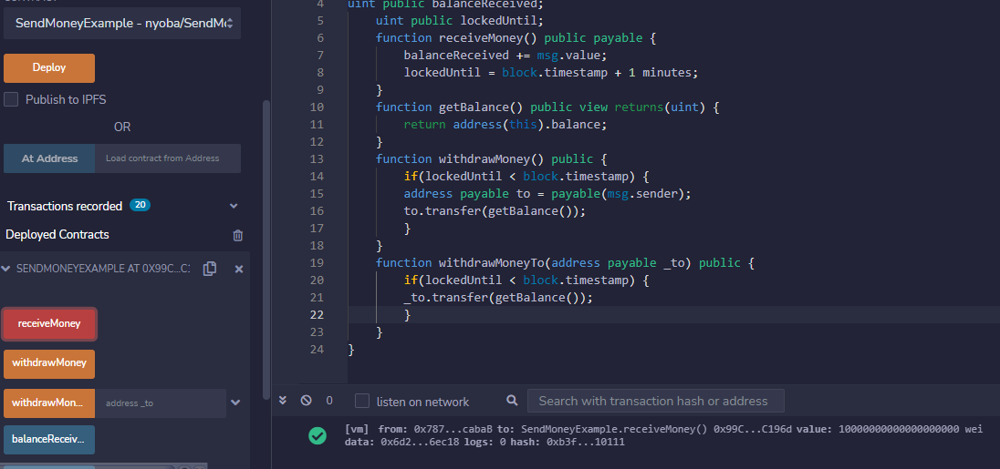 SendMoneyExample - nyoba/SendMo
Deploy
Publish to IPFS
OR
At Address
Load contract from Address
Transactions recorded 20
Deployed Contracts
SENDMONEYEXAMPLE AT 0X99C...C1
receiveMoney
withdrawMoney
withdrawMon... address _to
balanceReceiv...
4 uint public balanceReceived;
5 uint public lockedUntil;
6 function receiveMoney() public payable {
7 balanceReceived += msg.value;
8 lockedUntil = block.timestamp + 1 minutes;
9 }
10 function getBalance() public view returns(uint) {
11 return address(this).balance;
12 }
13 function withdrawMoney() public {
14 if(lockedUntil < block.timestamp) {
15 address payable to = payable(msg.sender);
16 to.transfer(getBalance());
17 }
18 }
19 function withdrawMoneyTo(address payable _to) public {
20 if(lockedUntil < block.timestamp) {
21 _to.transfer(getBalance());
22 }
23 }
24 }
0 listen on network Search with transaction hash or address
[vm] from: 0x787...cabaB to: SendMoneyExample.receiveMoney() 0x99C...C196d value: 10000000000000000000 wei
data: 0x6d2...6ec18 logs: 0 hash: 0xb3f...10111